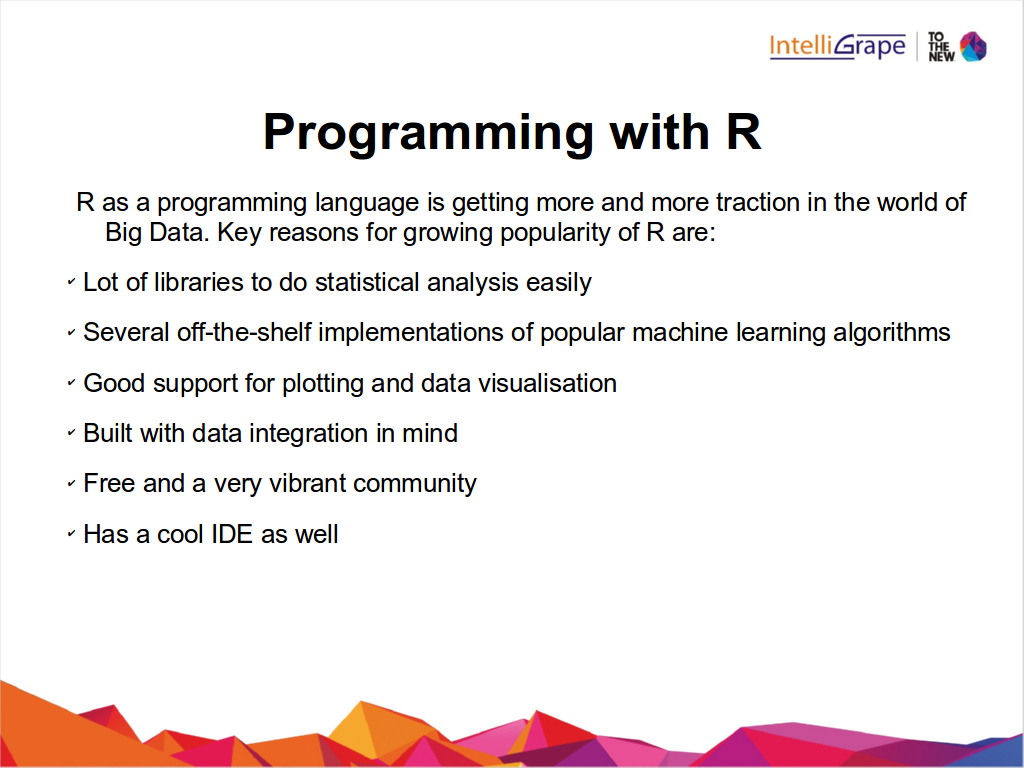 IntelliGrape
TO
THE
NEW
Programming with R
R as a programming language is getting more and more traction in the world of
Big Data. Key reasons for growing popularity of R are:
✔ Lot of libraries to do statistical analysis easily
✔ Several off-the-shelf implementations of popular machine learning algorithms
✔ Good support for plotting and data visualisation
✔ Built with data integration in mind
✔ Free and a very vibrant community
✔ Has a cool IDE as well